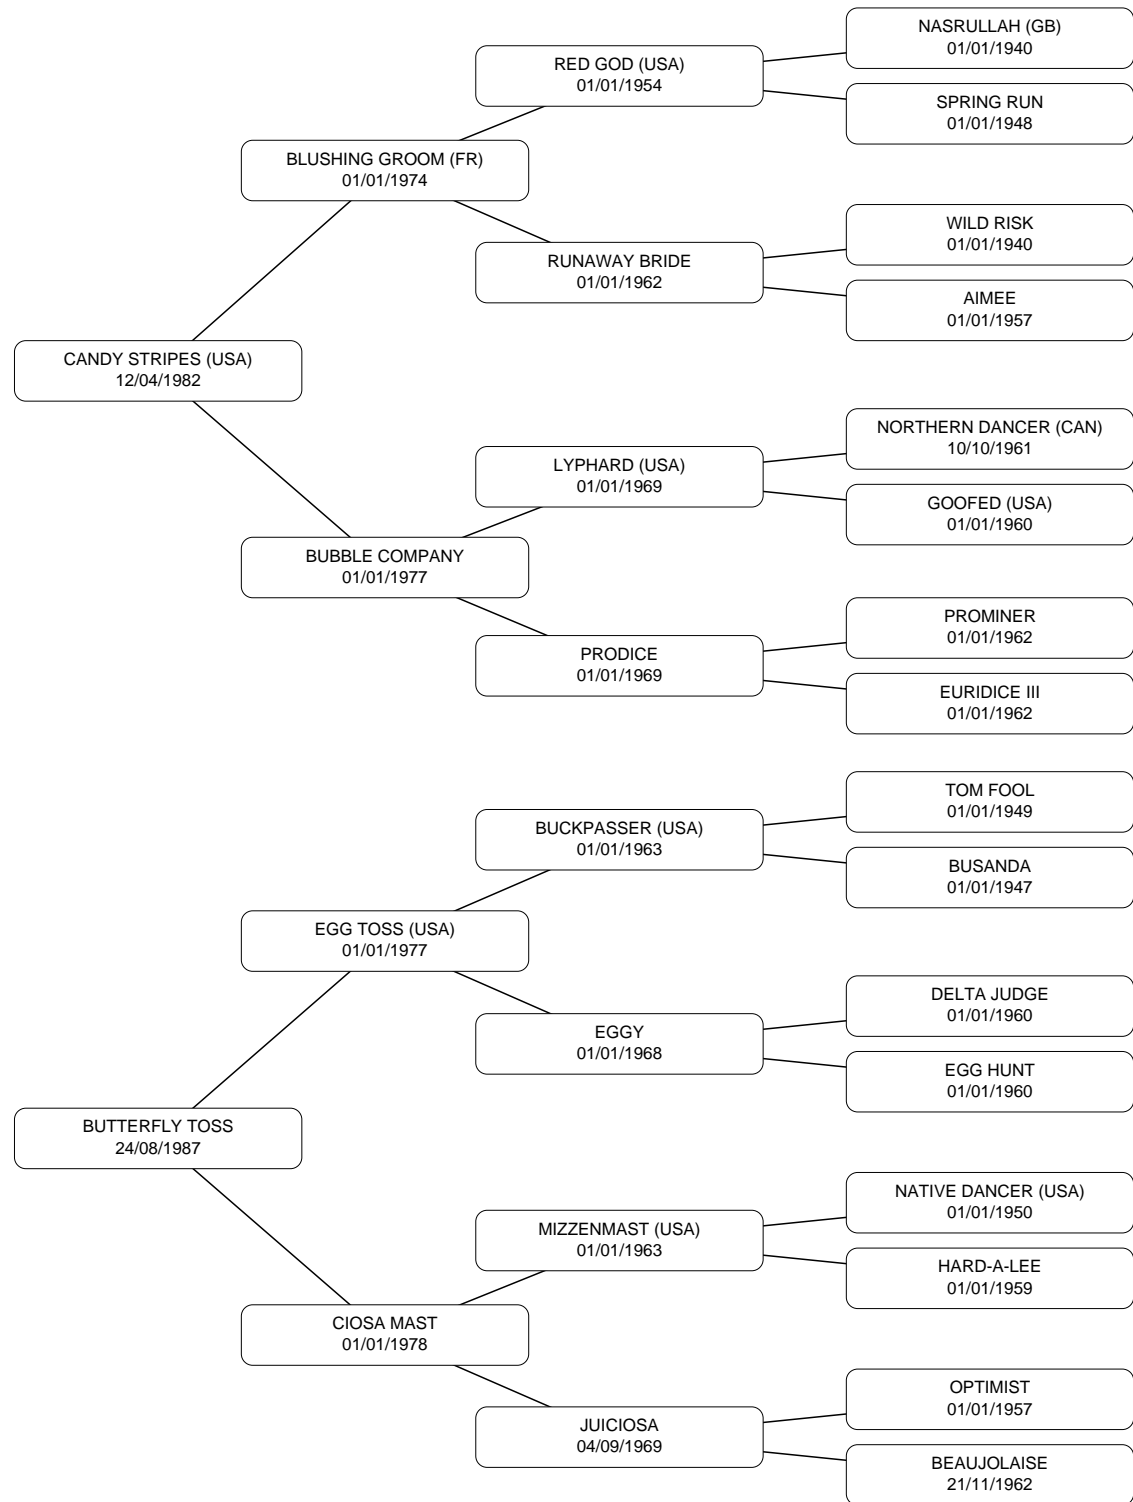 NASRULLAH (GB)
01/01/1940
RED GOD (USA)
01/01/1954
SPRING RUN
01/01/1948
BLUSHING GROOM (FR)
01/01/1974
WILD RISK
01/01/1940
RUNAWAY BRIDE
01/01/1962
AIMEE
01/01/1957
CANDY STRIPES (USA)
12/04/1982
NORTHERN DANCER (CAN)
10/10/1961
LYPHARD (USA)
01/01/1969
GOOFED (USA)
01/01/1960
BUBBLE COMPANY
01/01/1977
PROMINER
01/01/1962
PRODICE
01/01/1969
EURIDICE III
01/01/1962
TOM FOOL
01/01/1949
BUCKPASSER (USA)
01/01/1963
BUSANDA
01/01/1947
EGG TOSS (USA)
01/01/1977
DELTA JUDGE
01/01/1960
EGGY
01/01/1968
EGG HUNT
01/01/1960
BUTTERFLY TOSS
24/08/1987
NATIVE DANCER (USA)
01/01/1950
MIZZENMAST (USA)
01/01/1963
HARD-A-LEE
01/01/1959
CIOSA MAST
01/01/1978
OPTIMIST
01/01/1957
JUICIOSA
04/09/1969
BEAUJOLAISE
21/11/1962